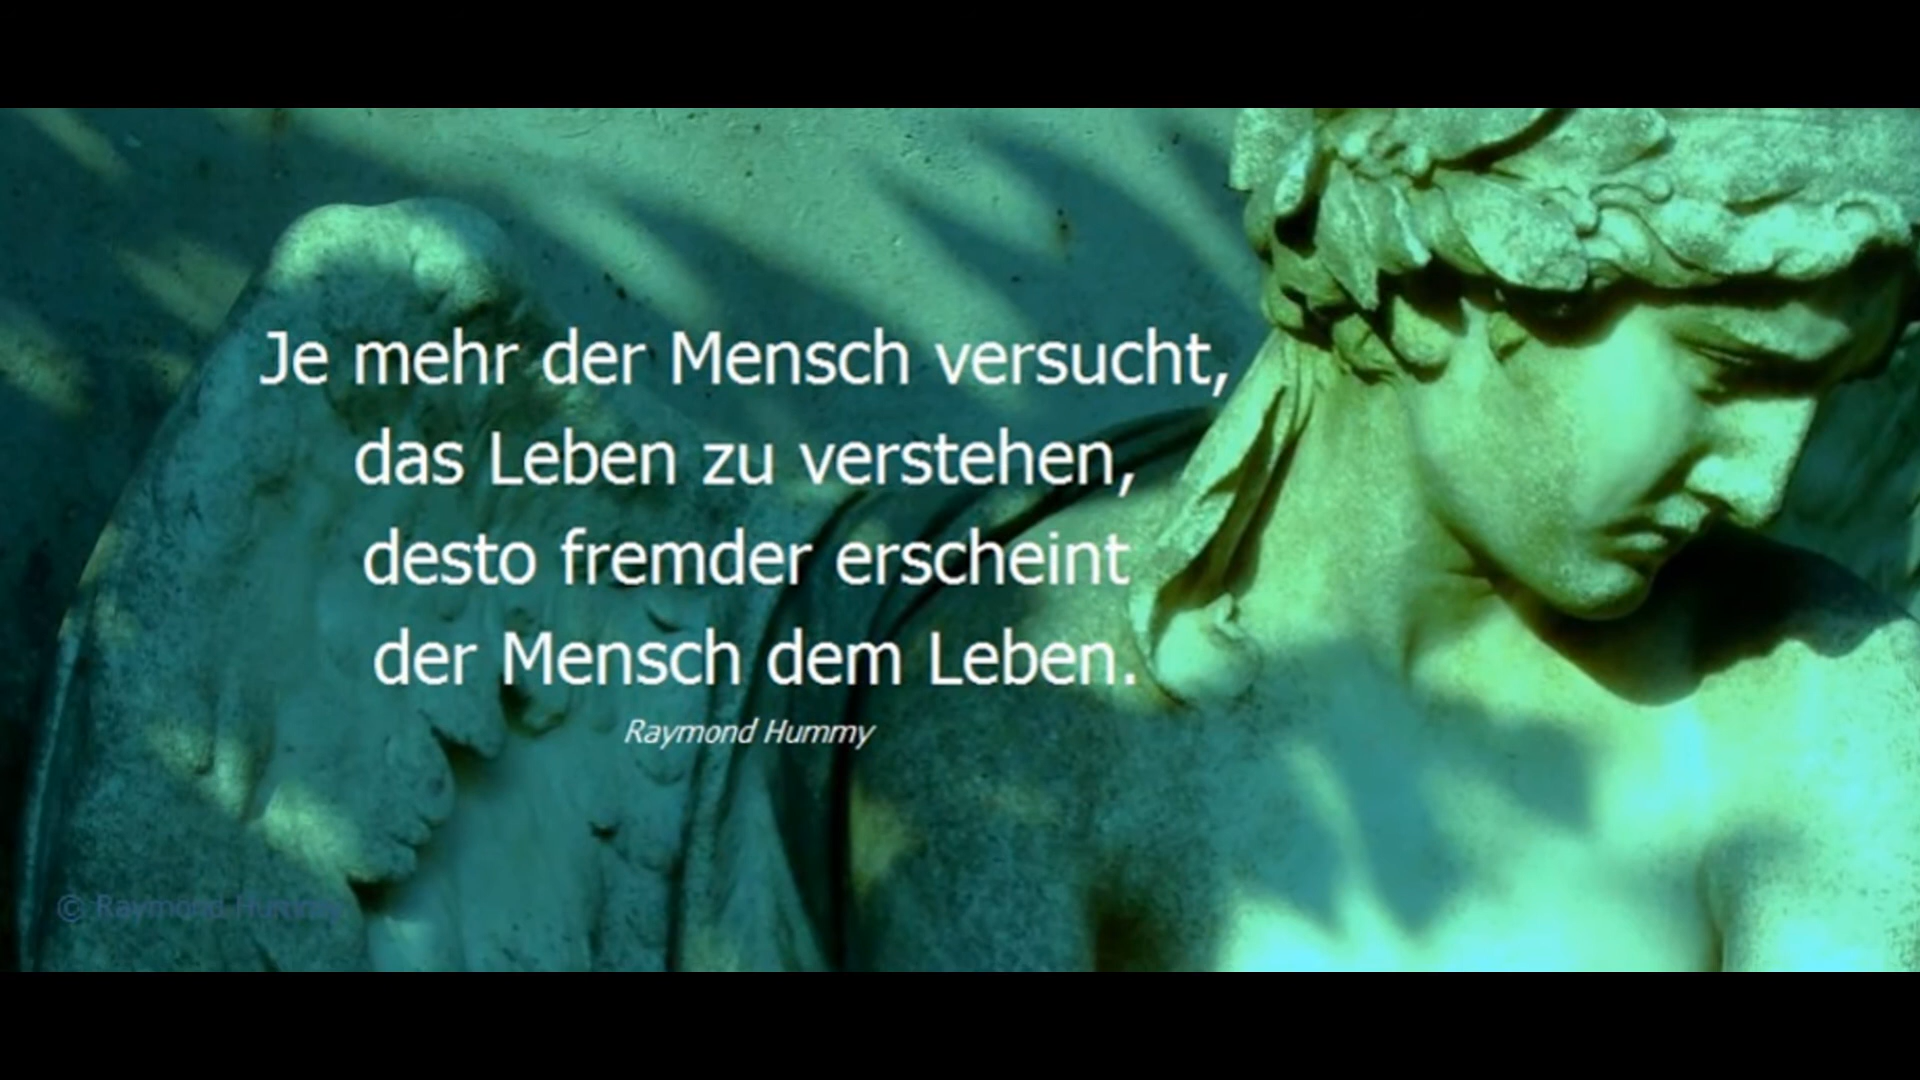 Je mehr der Mensch versucht,
das Leben zu verstehen,
desto fremder erscheint
der Mensch dem Leben.
Raymond Hummy
© Raymond Hummy